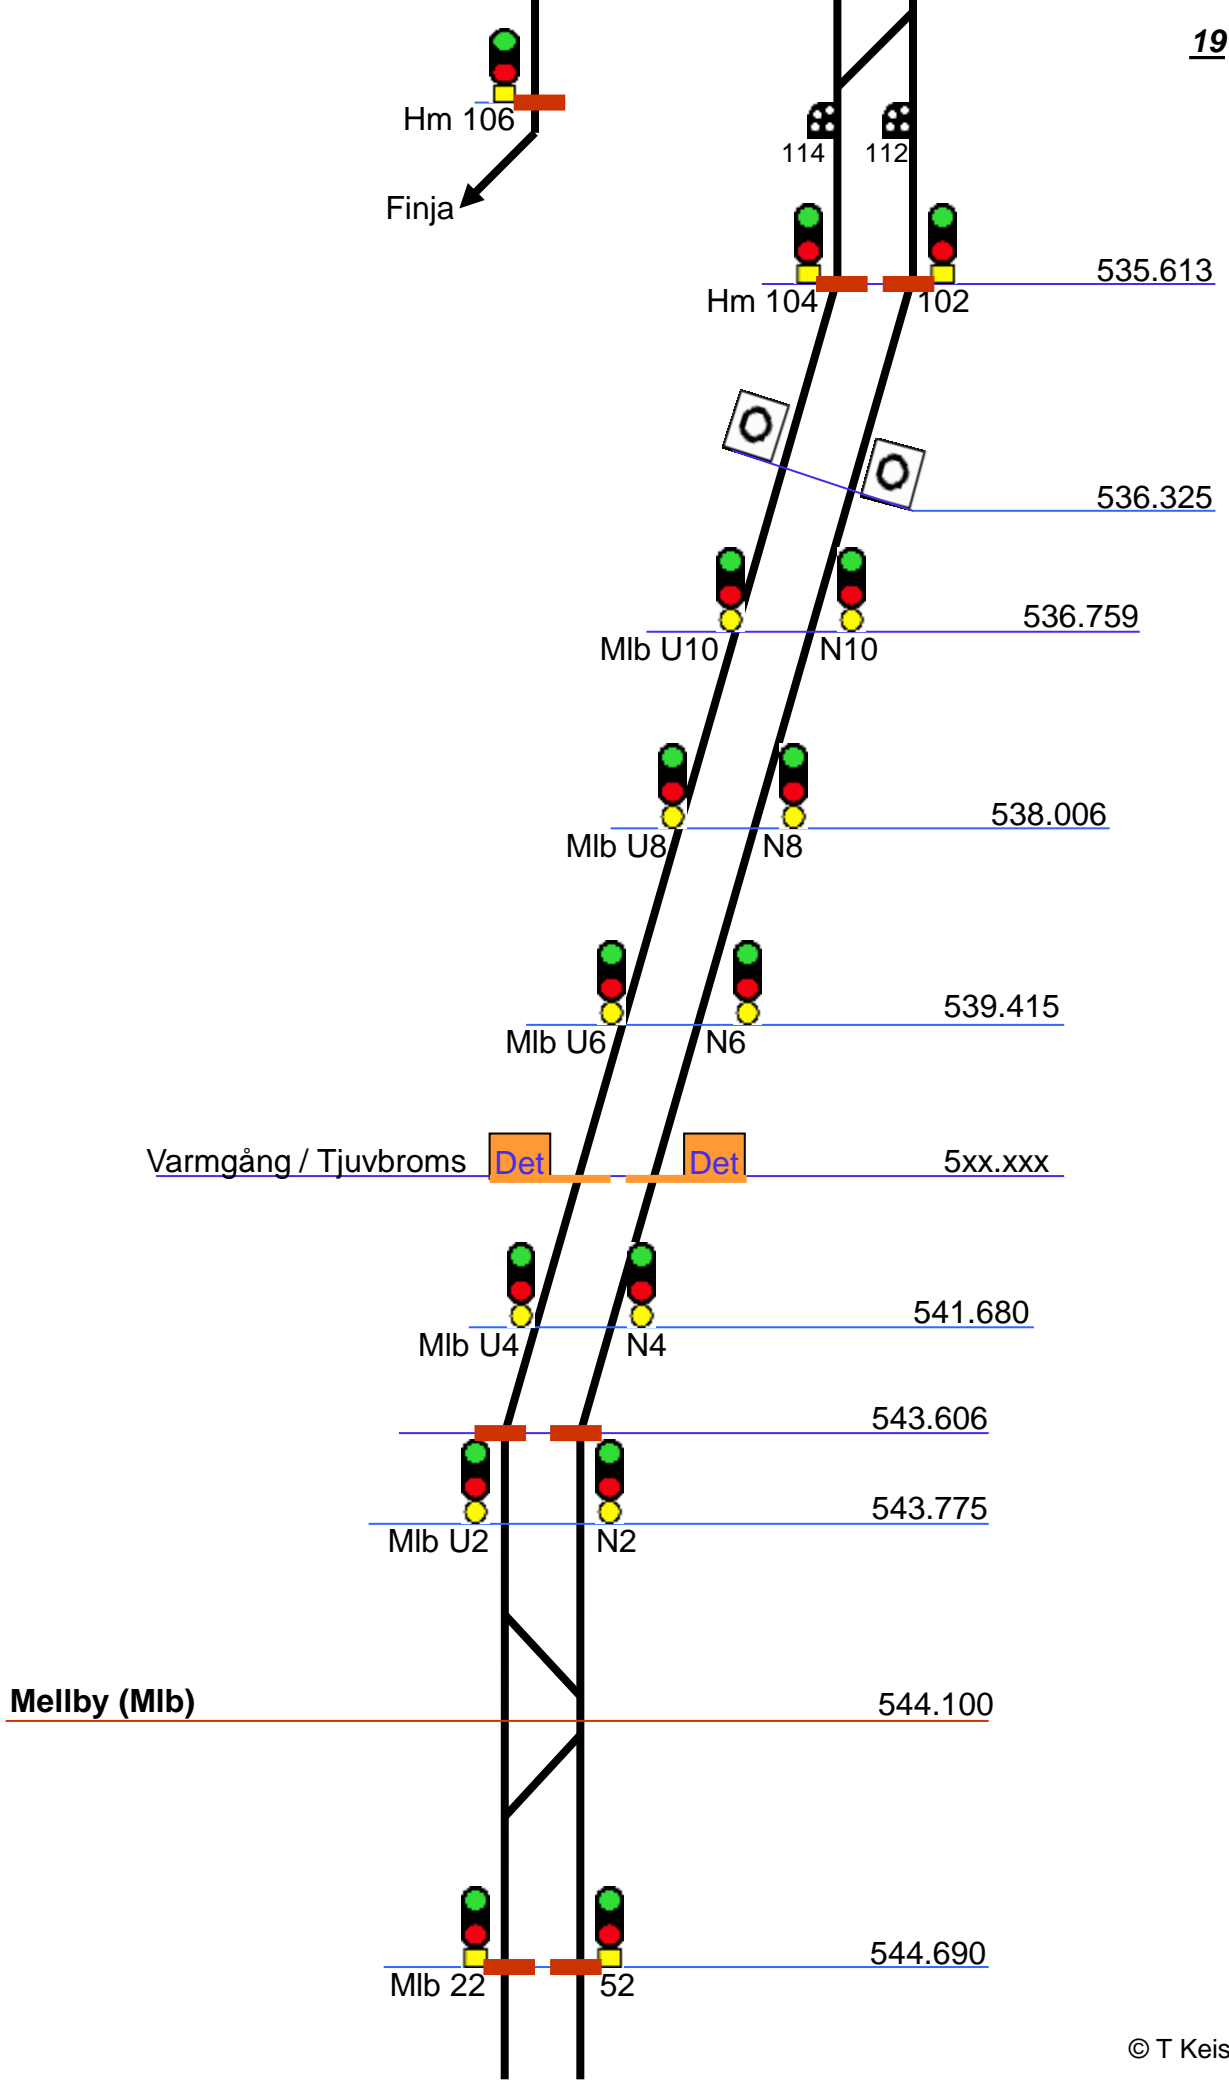 19
Hm 106
114 112
Finja
535.613
Hm 104 102
536.325
536.759
Mlb U10 N10
538.006
Mlb U8 N8
539.415
Mlb U6 N6
Varmgång / Tjuvbroms Det Det 5xx.xxx
541.680
Mlb U4 N4
543.606
543.775
Mlb U2 N2
Mellby (Mlb) 544.100
544.690
Mlb 22 52
© T Keis